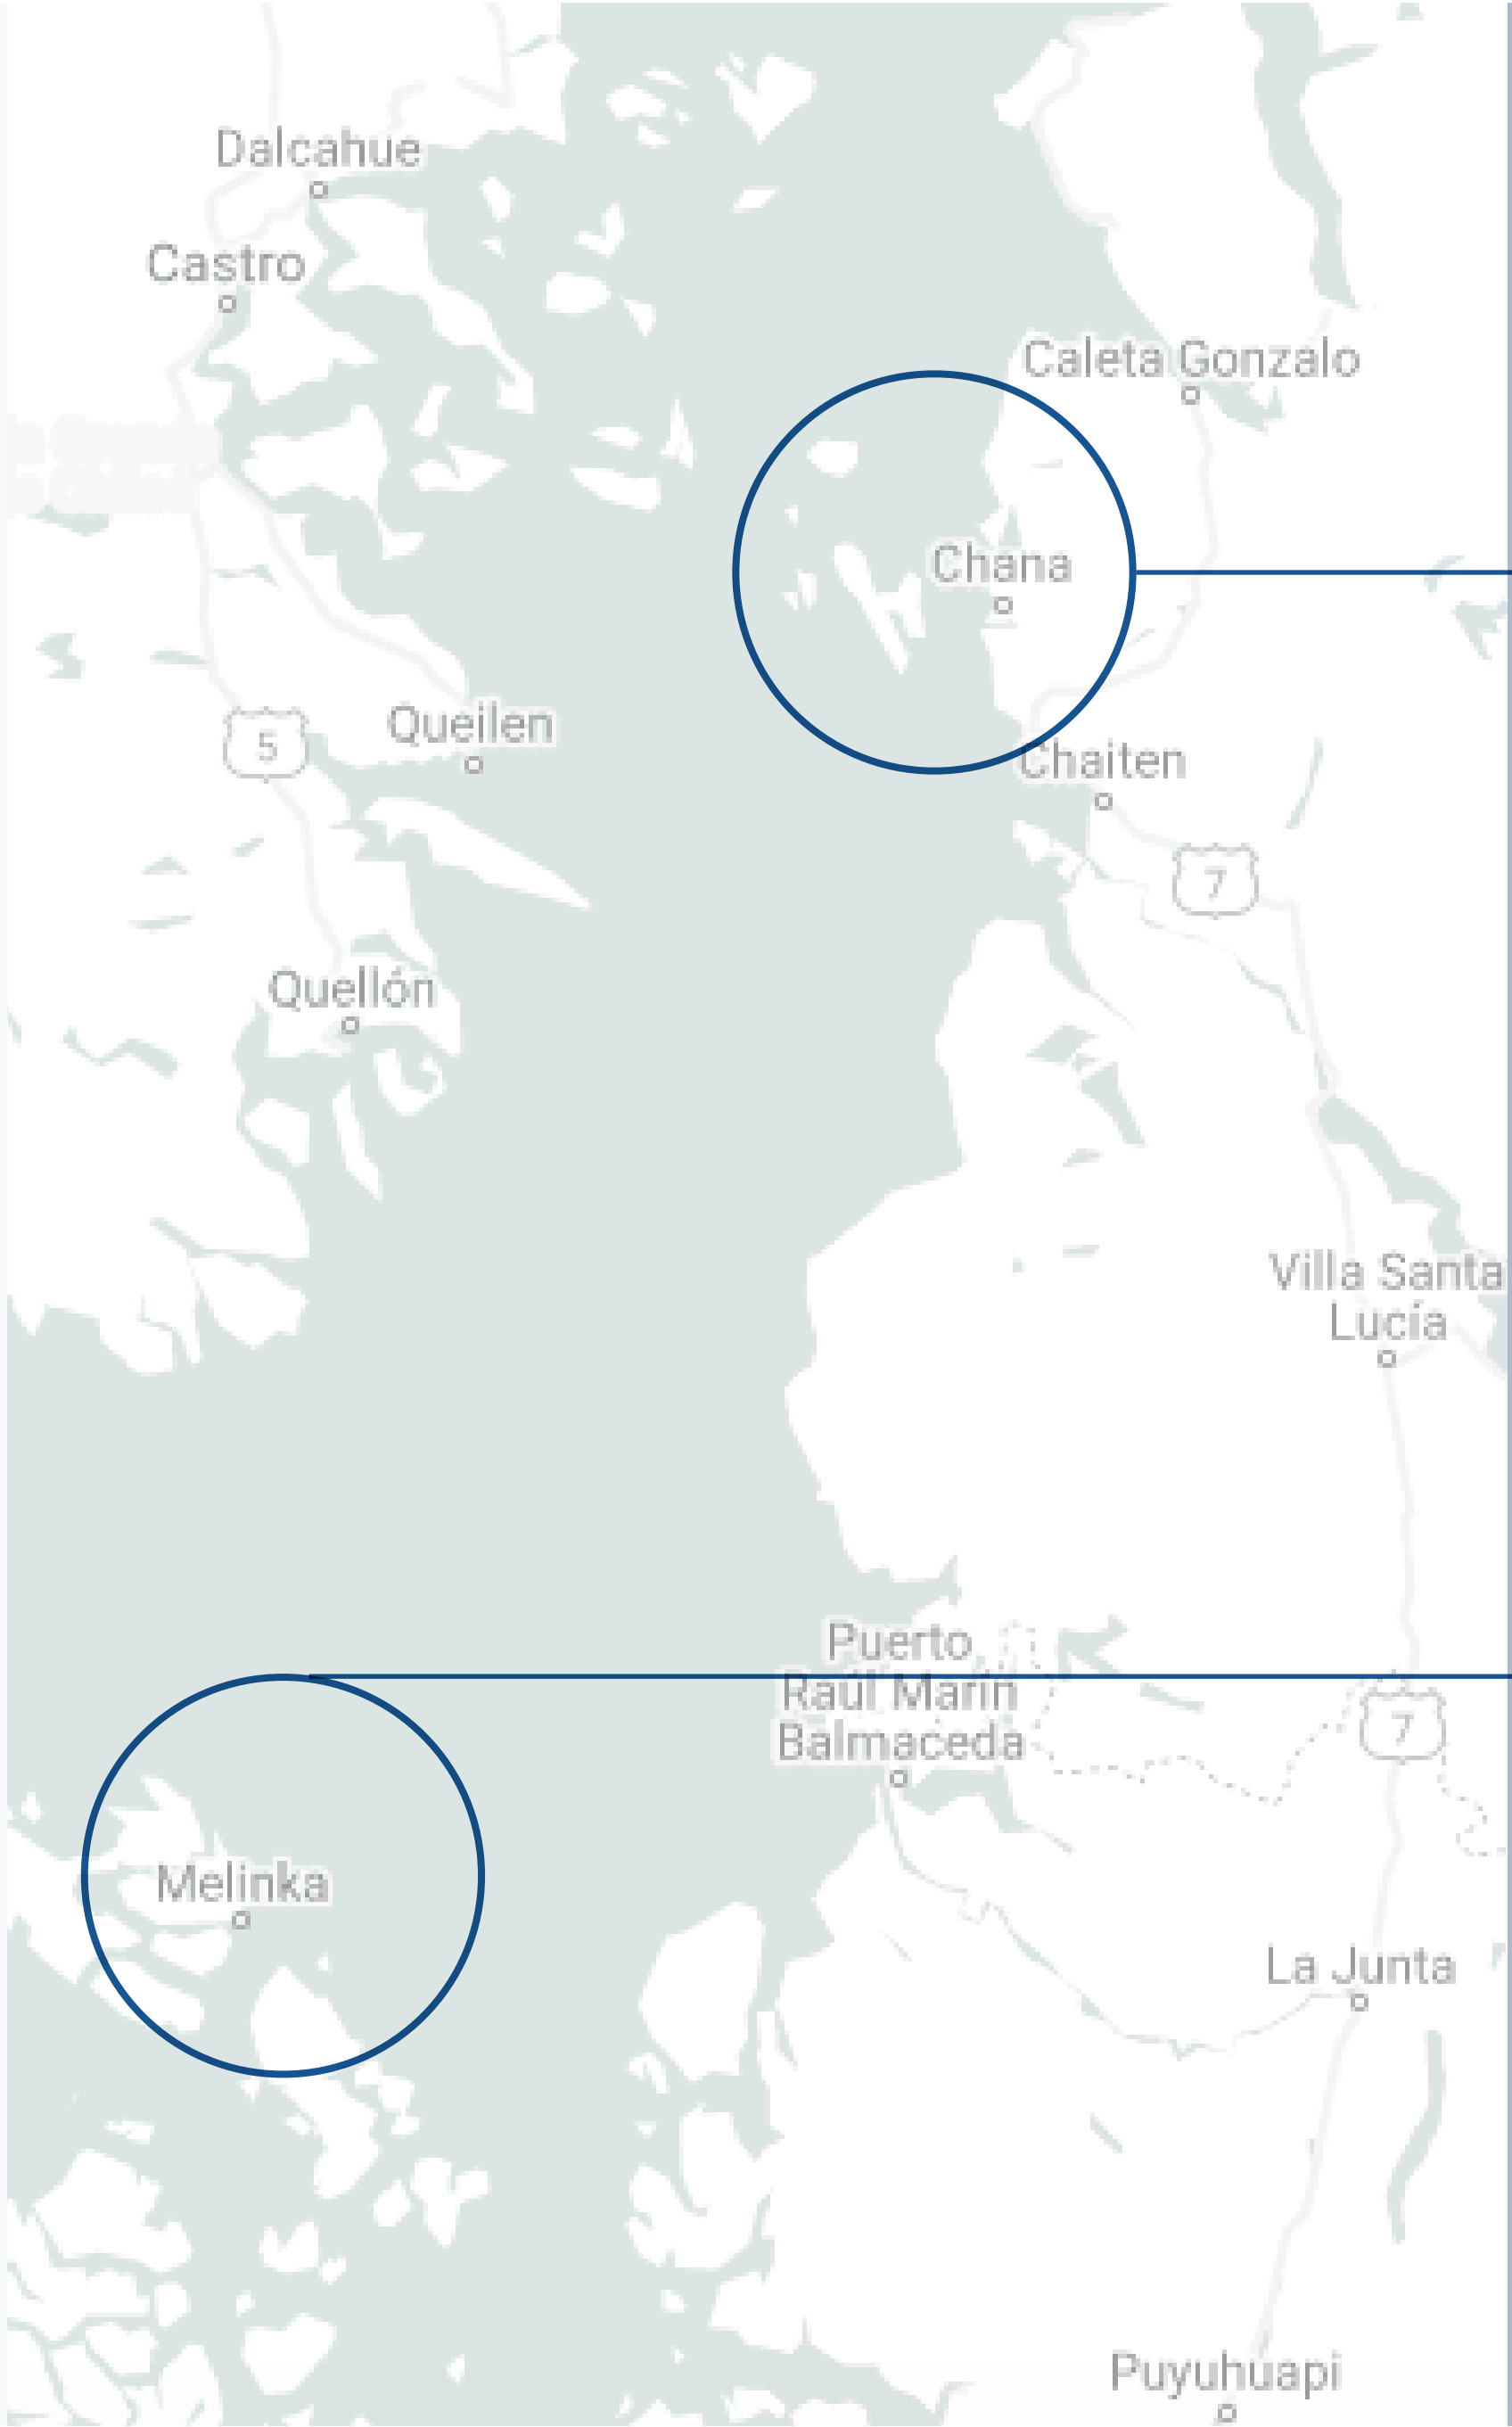 Dalcahue
Castro
Caleta Gonzalo
Chana
Queilen
5
Chaiten
7
Quellón
Villa Santa
Lucía
Puerto
Raúl Marín
Balmaceda
7
Melinka
La Junta
Puyuhuapi